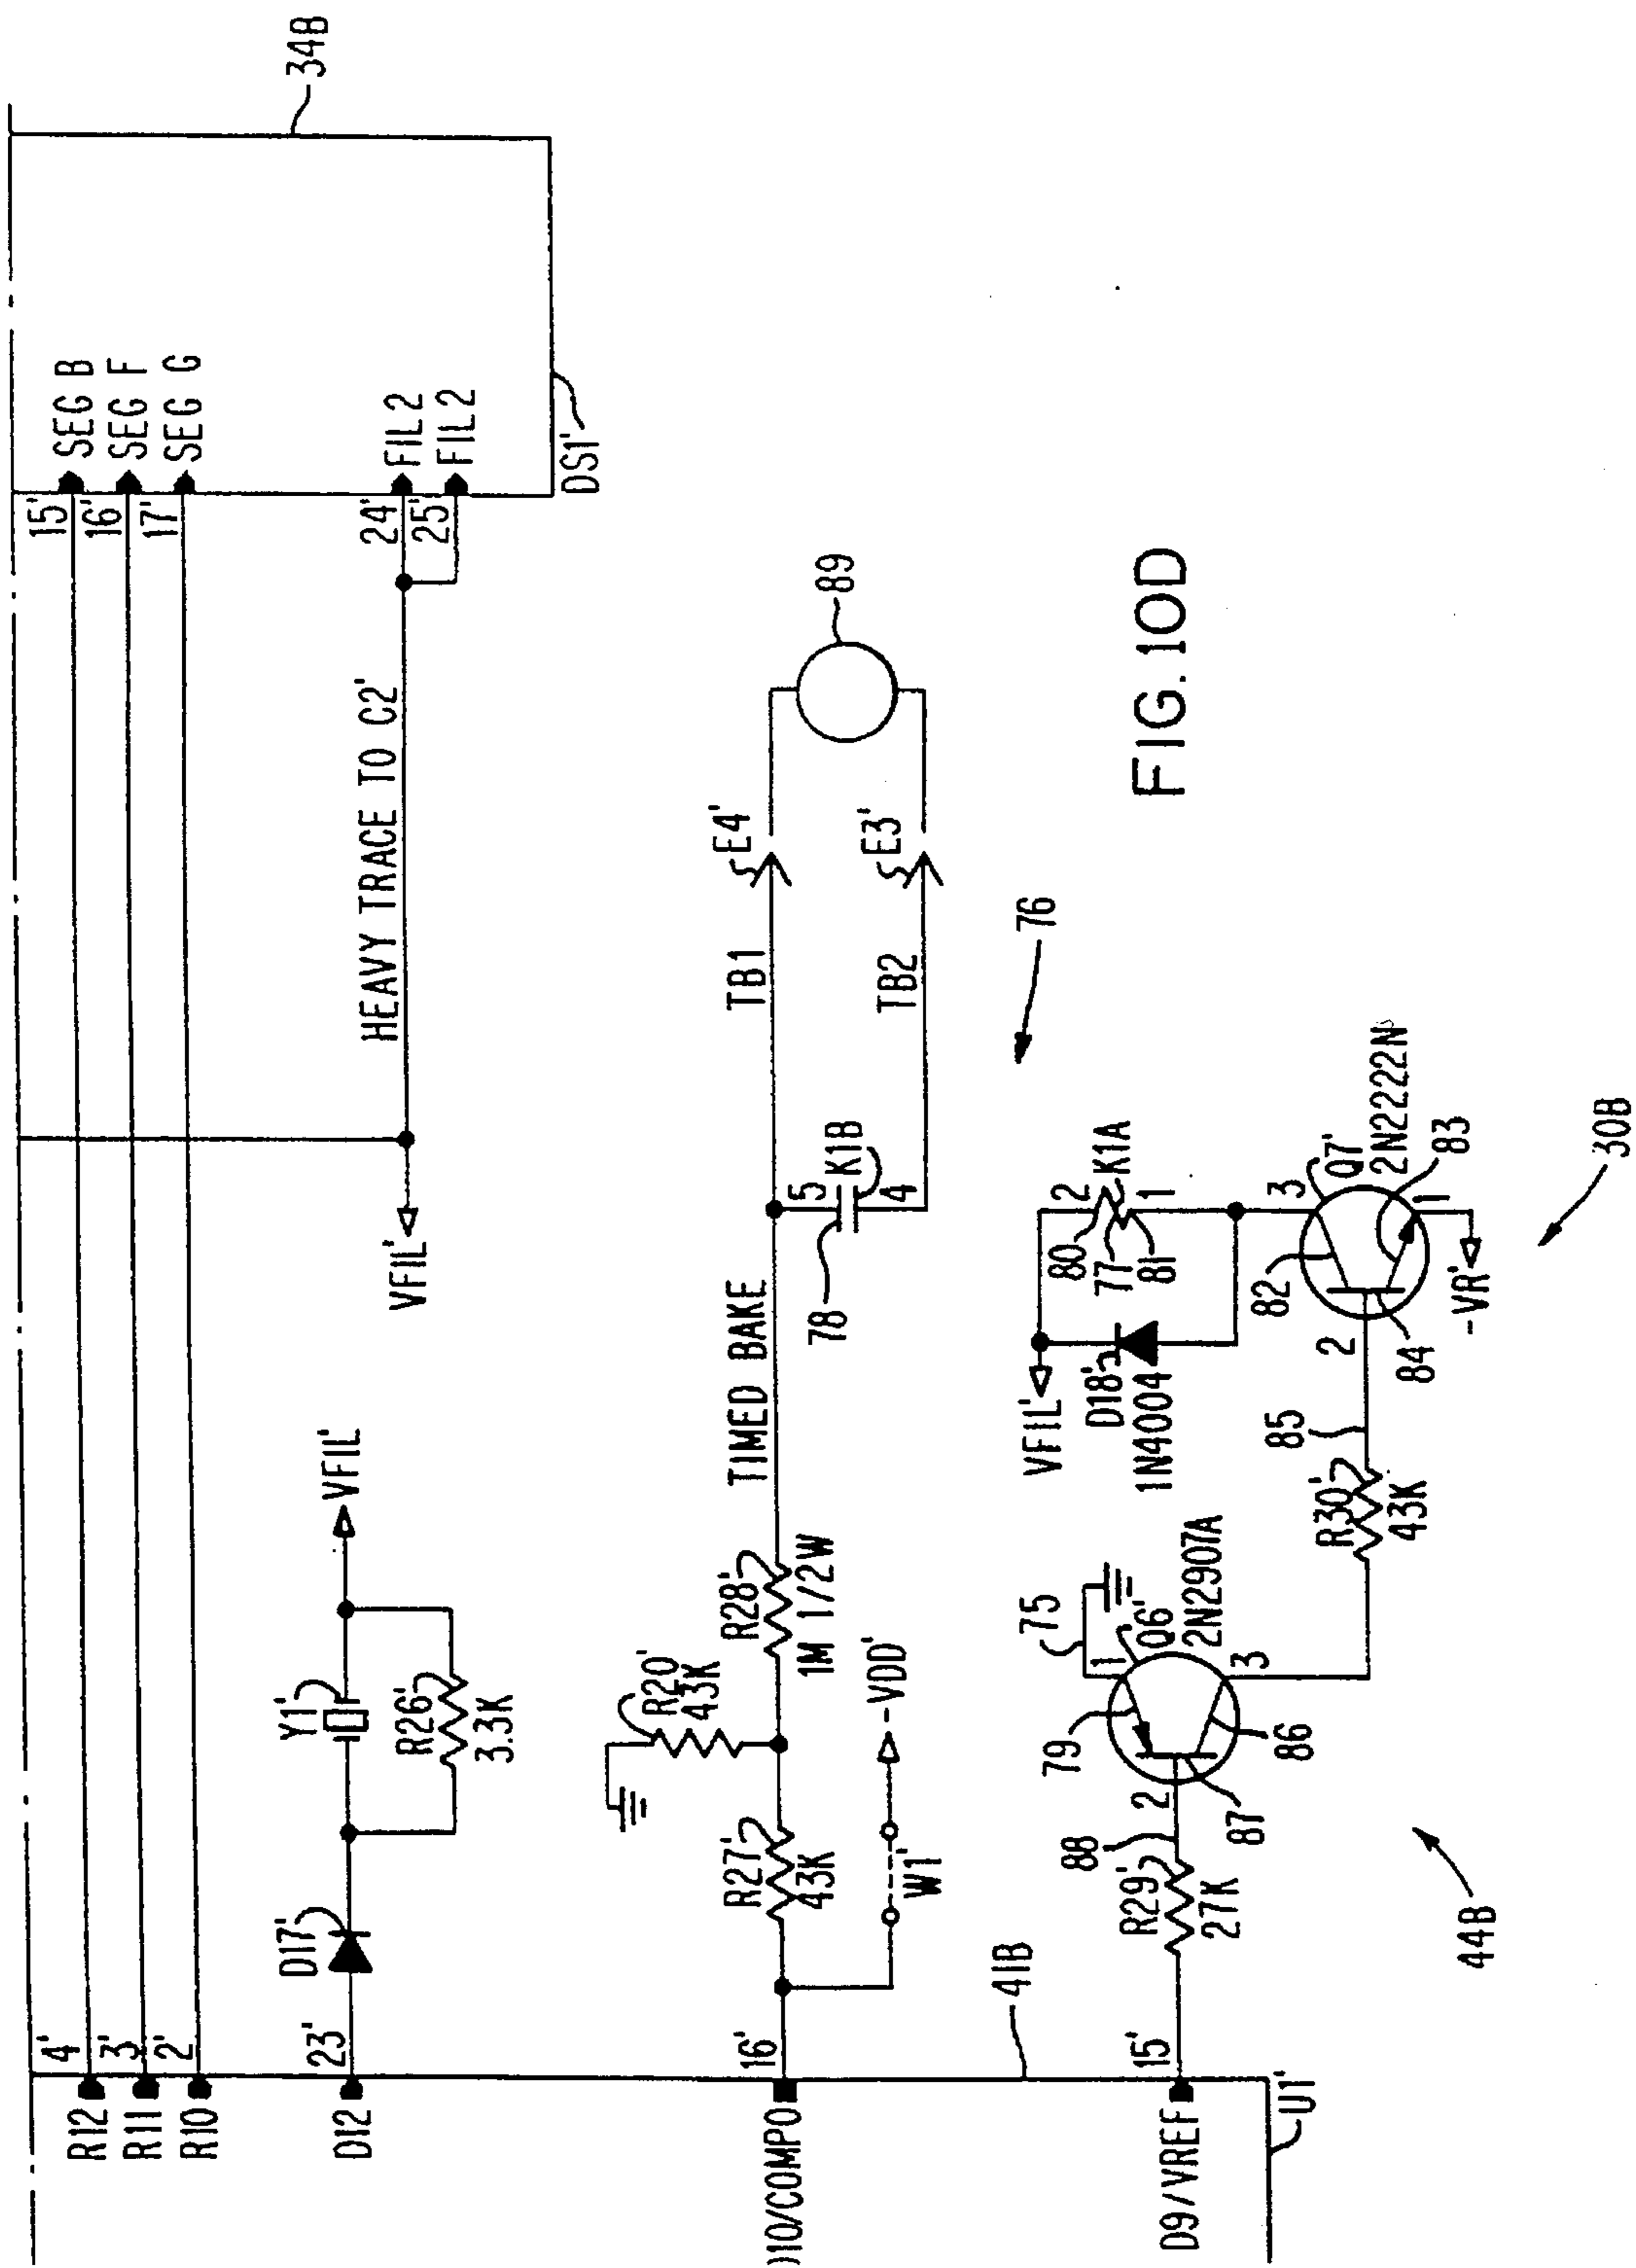 34B
15' SEG B
16' SEG F
17' SEG G
24' FIL 2
25' FIL 2
DS1'
HEAVY TRACE TO C2'
VFIL'
R12 4'
R11 3'
R10 2'
D12 23'
D17'
Y1'
VFIL'
R26'
3.3K
R20'
43K
)10/COMP0 16'
R27'
43K
R28'
1M 1/2W
TIMED BAKE
W1'
-VDD'
78
5
K1B
4
TB1
E4'
TB2
E3'
89
41B
U1'
D9/VREF 15'
R29'
27K
88
2
87
79
86
75
1
Q6'
2N2907A
3
R30'
43K
85
2
84
VFIL'
D18'
1N4004
80
2
77
K1A
81
1
82
3
Q7'
2N2222N
83
1
-VR'
76
44B
30B
FIG. 10D